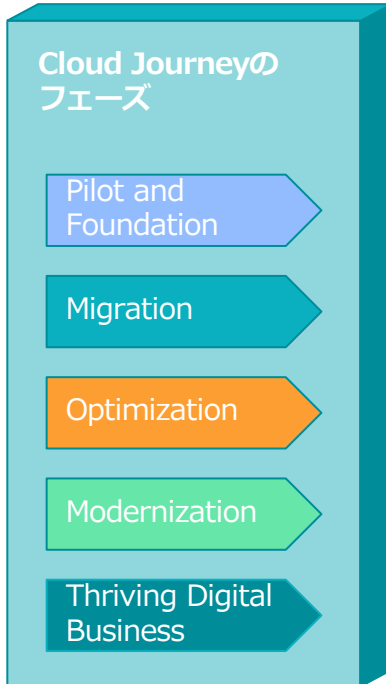 Cloud Journeyの
フェーズ
Pilot and
Foundation
Migration
Optimization
Modernization
Thriving Digital
Business